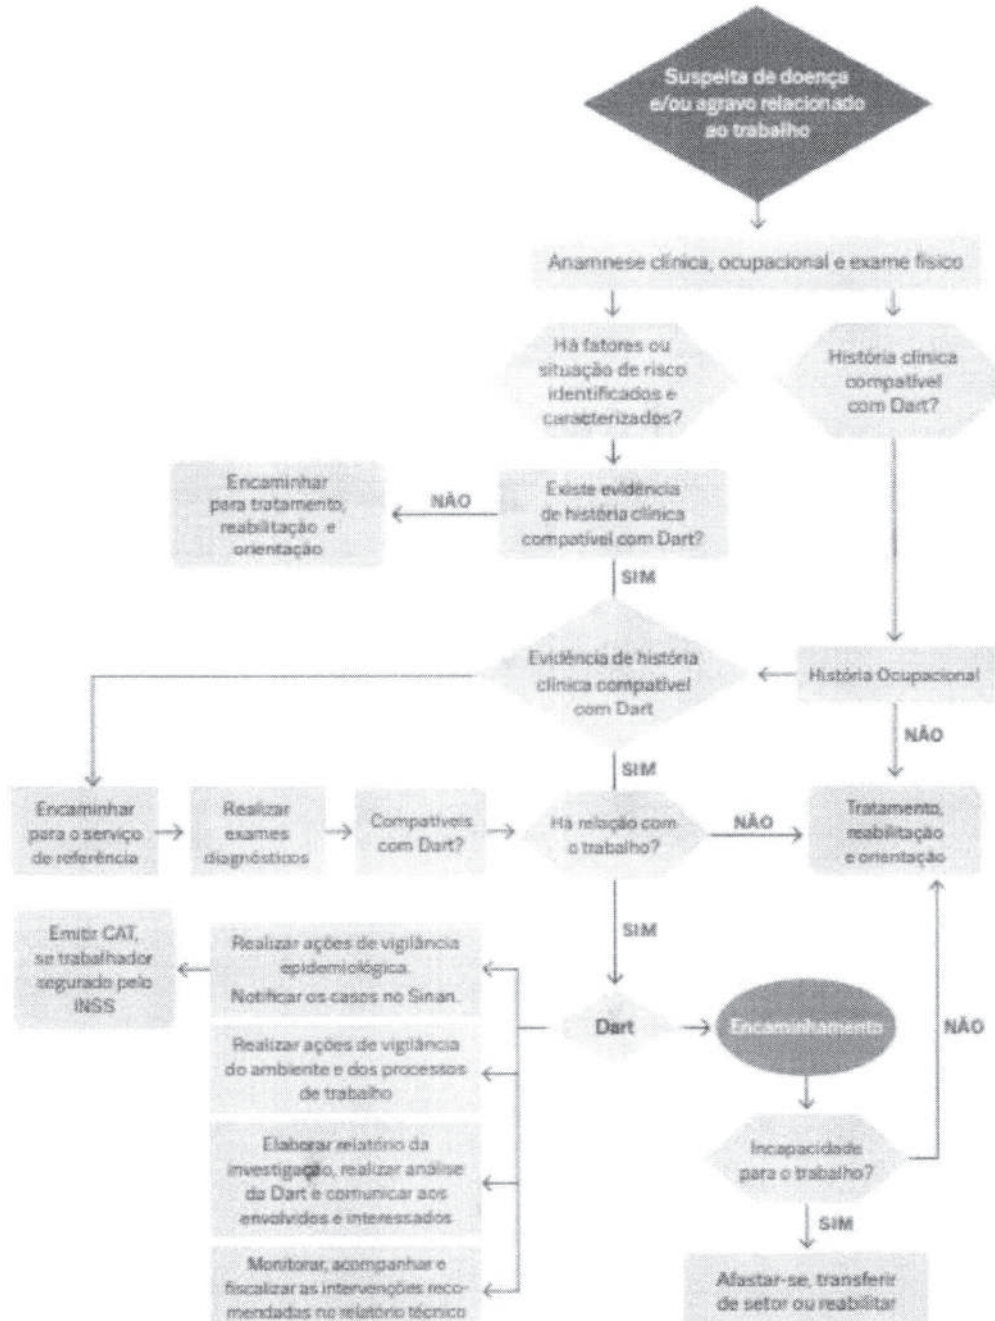 Suspeita de doença
e/ou agravo relacionado
ao trabalho
Anamnese clínica, ocupacional e exame físico
Há fatores ou
situação de risco
identificados e
caracterizados?
História clínica
compatível
com Dart?
Encaminhar
para tratamento,
reabilitação e
orientação
NÃO
Existe evidência
de história clínica
compatível com Dart?
SIM
Evidência de história
clínica compatível
com Dart
História Ocupacional
NÃO
SIM
Encaminhar
para o serviço
de referência
Realizar
exames
diagnósticos
Compatíveis
com Dart?
Há relação com
o trabalho?
NÃO
Tratamento,
reabilitação
e orientação
SIM
Emitir CAT,
se trabalhador
segurado pelo
INSS
Realizar ações de vigilância
epidemiológica.
Notificar os casos no Sinan.
Dart
Encaminhamento
NÃO
Realizar ações de vigilância
do ambiente e dos processos
de trabalho
Elaborar relatório da
investigação, realizar análise
da Dart e comunicar aos
envolvidos e interessados
Incapacidade
para o trabalho?
SIM
Monitorar, acompanhar e
fiscalizar as intervenções reco-
mendadas no relatório técnico
Afastar-se, transferir
de setor ou reabilitar